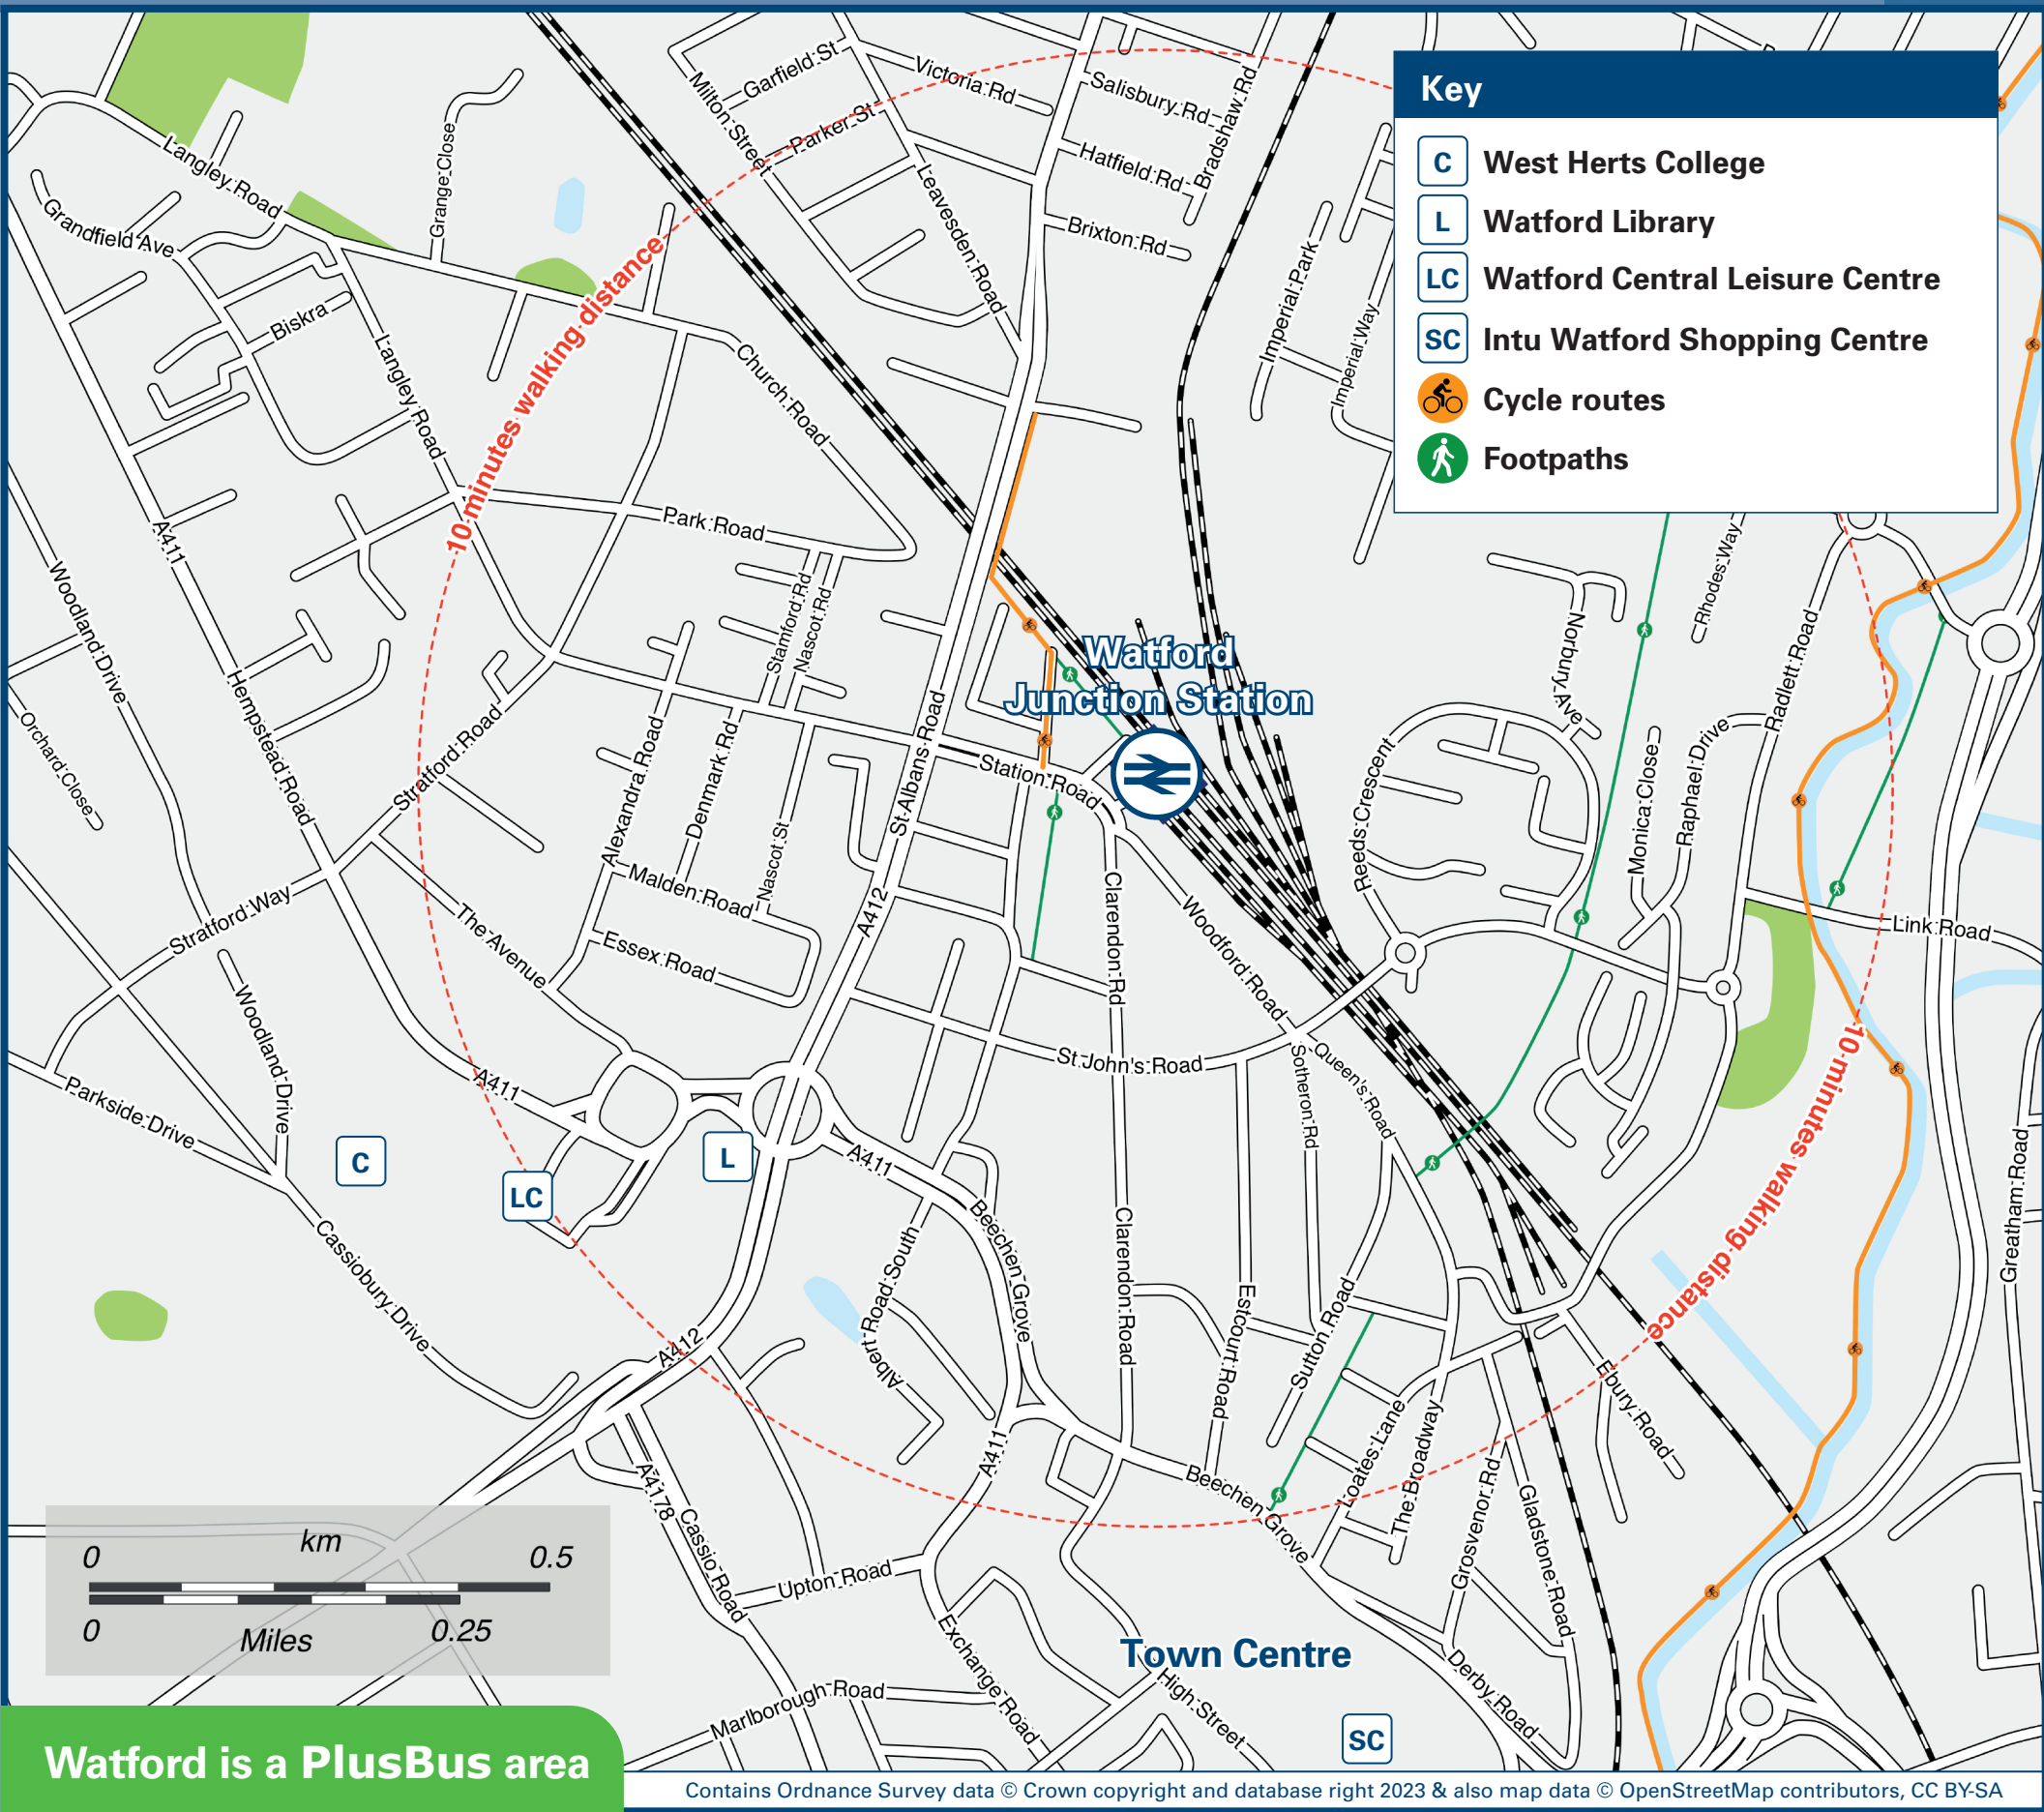 Key
C West Herts College
L Watford Library
LC Watford Central Leisure Centre
SC Intu Watford Shopping Centre
Cycle routes
Footpaths
Garfield St
Victoria Rd
Salisbury Rd
Bradshaw Rd
Milton Street
Parker St
Hatfield Rd
Langley Road
Grange Close
Leavesden Road
Brixton Rd
Grandfield Ave
10 minutes walking distance
Imperial Park
Imperial Way
Biskra
Langley Road
Church Road
Park Road
A411
Woodland Drive
Stamford Rd
Nascot Rd
Rhodes Way
Norbury Ave
Radlett Road
Watford
Junction Station
Hempstead Road
Orchard Close
Stratford Road
Alexandra Road
Denmark Rd
St Albans Road
Station Road
Reeds Crescent
Monica Close
Raphael Drive
Nascot St
Malden Road
A412
Clarendon Rd
Woodford Road
Link Road
Stratford Way
The Avenue
Essex Road
Woodland Drive
St John's Road
Sotheron Rd
Queen's Road
10 minutes walking distance
Parkside Drive
A411
C
L
LC
A411
Greatham Road
Cassiobury Drive
Albert Road South
Beechen Grove
Clarendon Road
Estcourt Road
Sutton Road
A412
Ebury Road
Loates Lane
The Broadway
A411
A4178
Cassio Road
Beechen Grove
Grosvenor Rd
Gladstone Road
Upton Road
km
0 0.5
0 0.25
Miles
Exchange Road
Town Centre
High Street
Derby Road
Marlborough Road
SC
Watford is a PlusBus area
Contains Ordnance Survey data © Crown copyright and database right 2023 & also map data © OpenStreetMap contributors, CC BY-SA